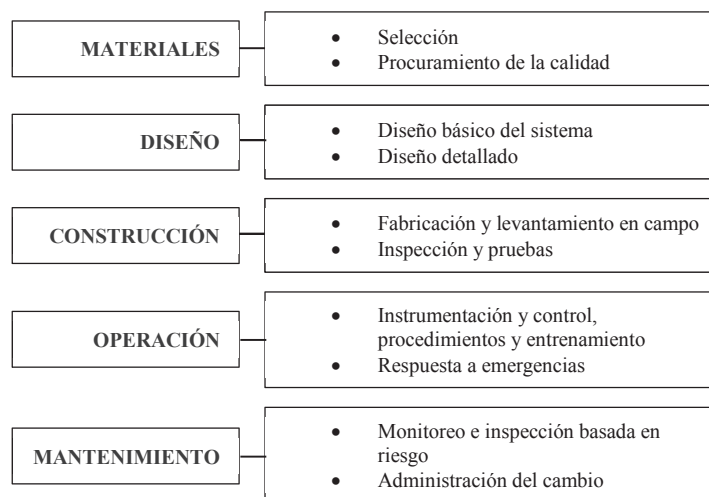 MATERIALES
• Selección
• Procuramiento de la calidad
DISEÑO
• Diseño básico del sistema
• Diseño detallado
CONSTRUCCIÓN
• Fabricación y levantamiento en campo
• Inspección y pruebas
OPERACIÓN
• Instrumentación y control,
procedimientos y entrenamiento
• Respuesta a emergencias
MANTENIMIENTO
• Monitoreo e inspección basada en
riesgo
• Administración del cambio